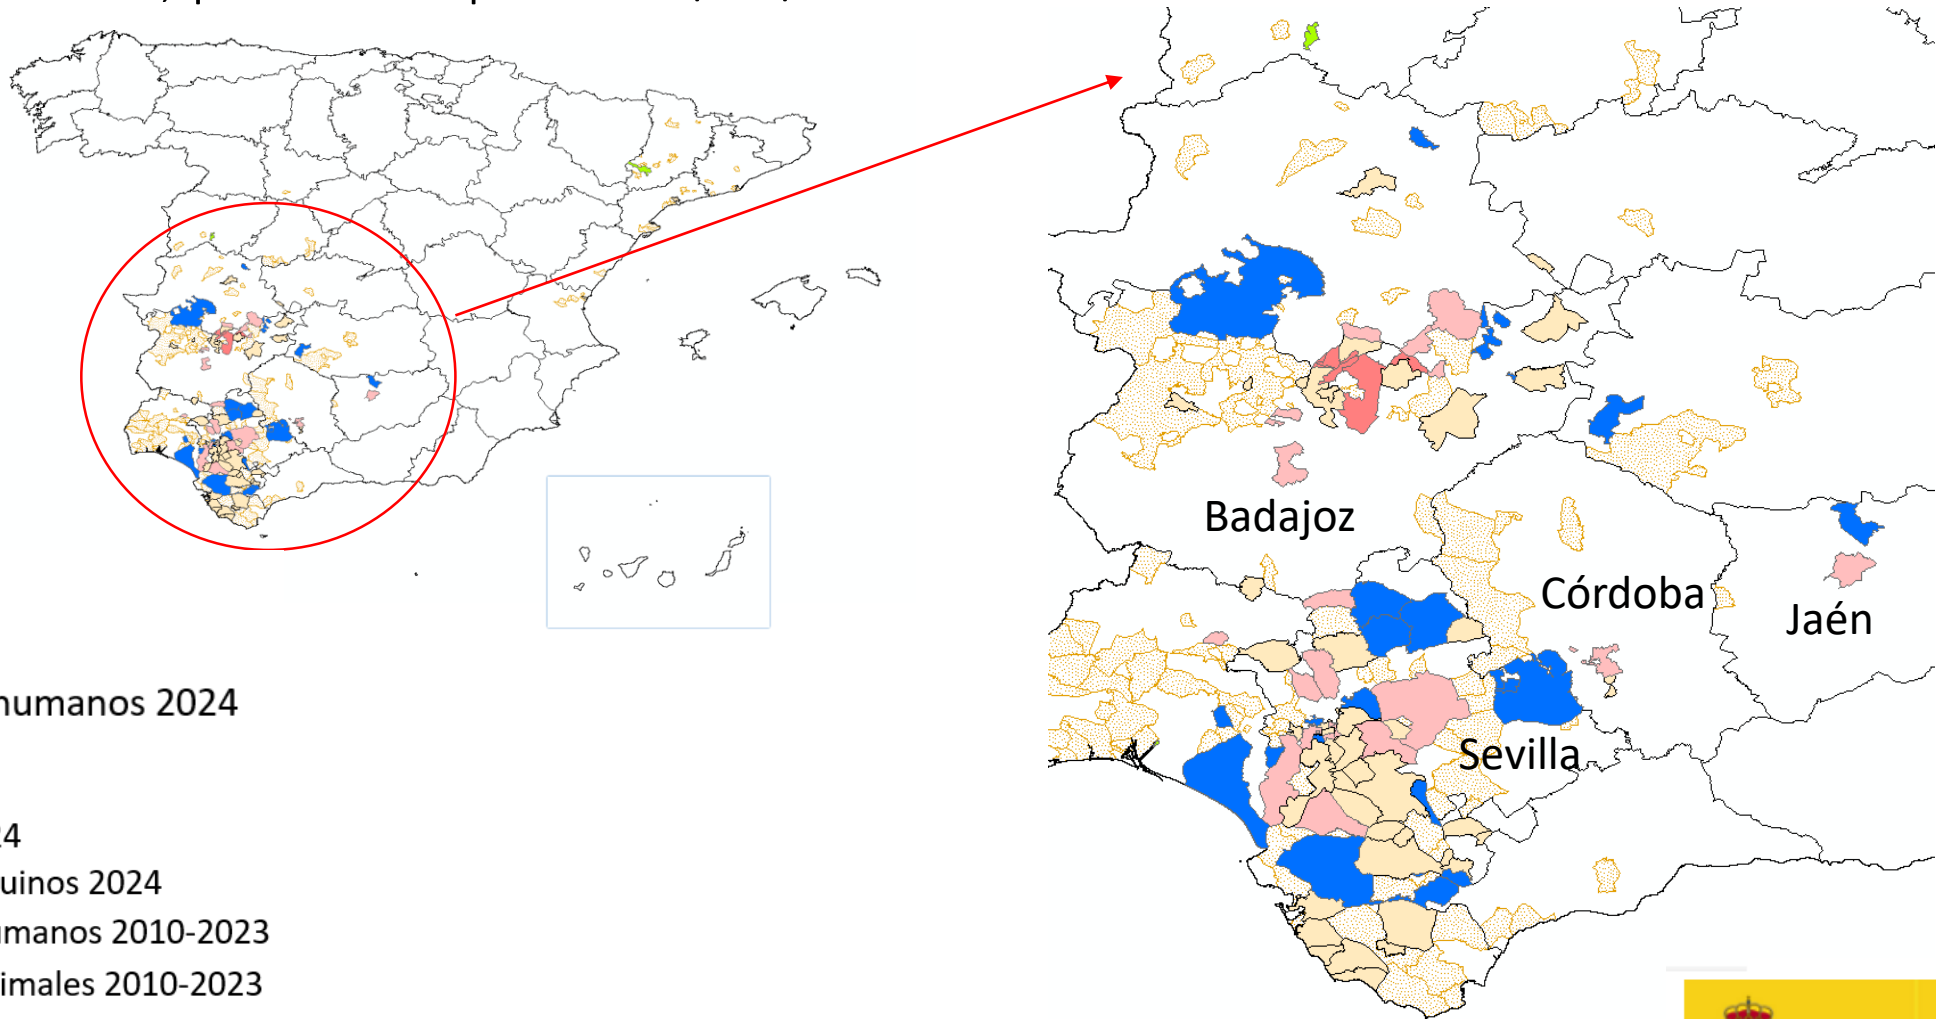 Badajoz
Córdoba
Jaén
Sevilla
humanos 2024
24
uinos 2024
manos 2010-2023
imales 2010-2023